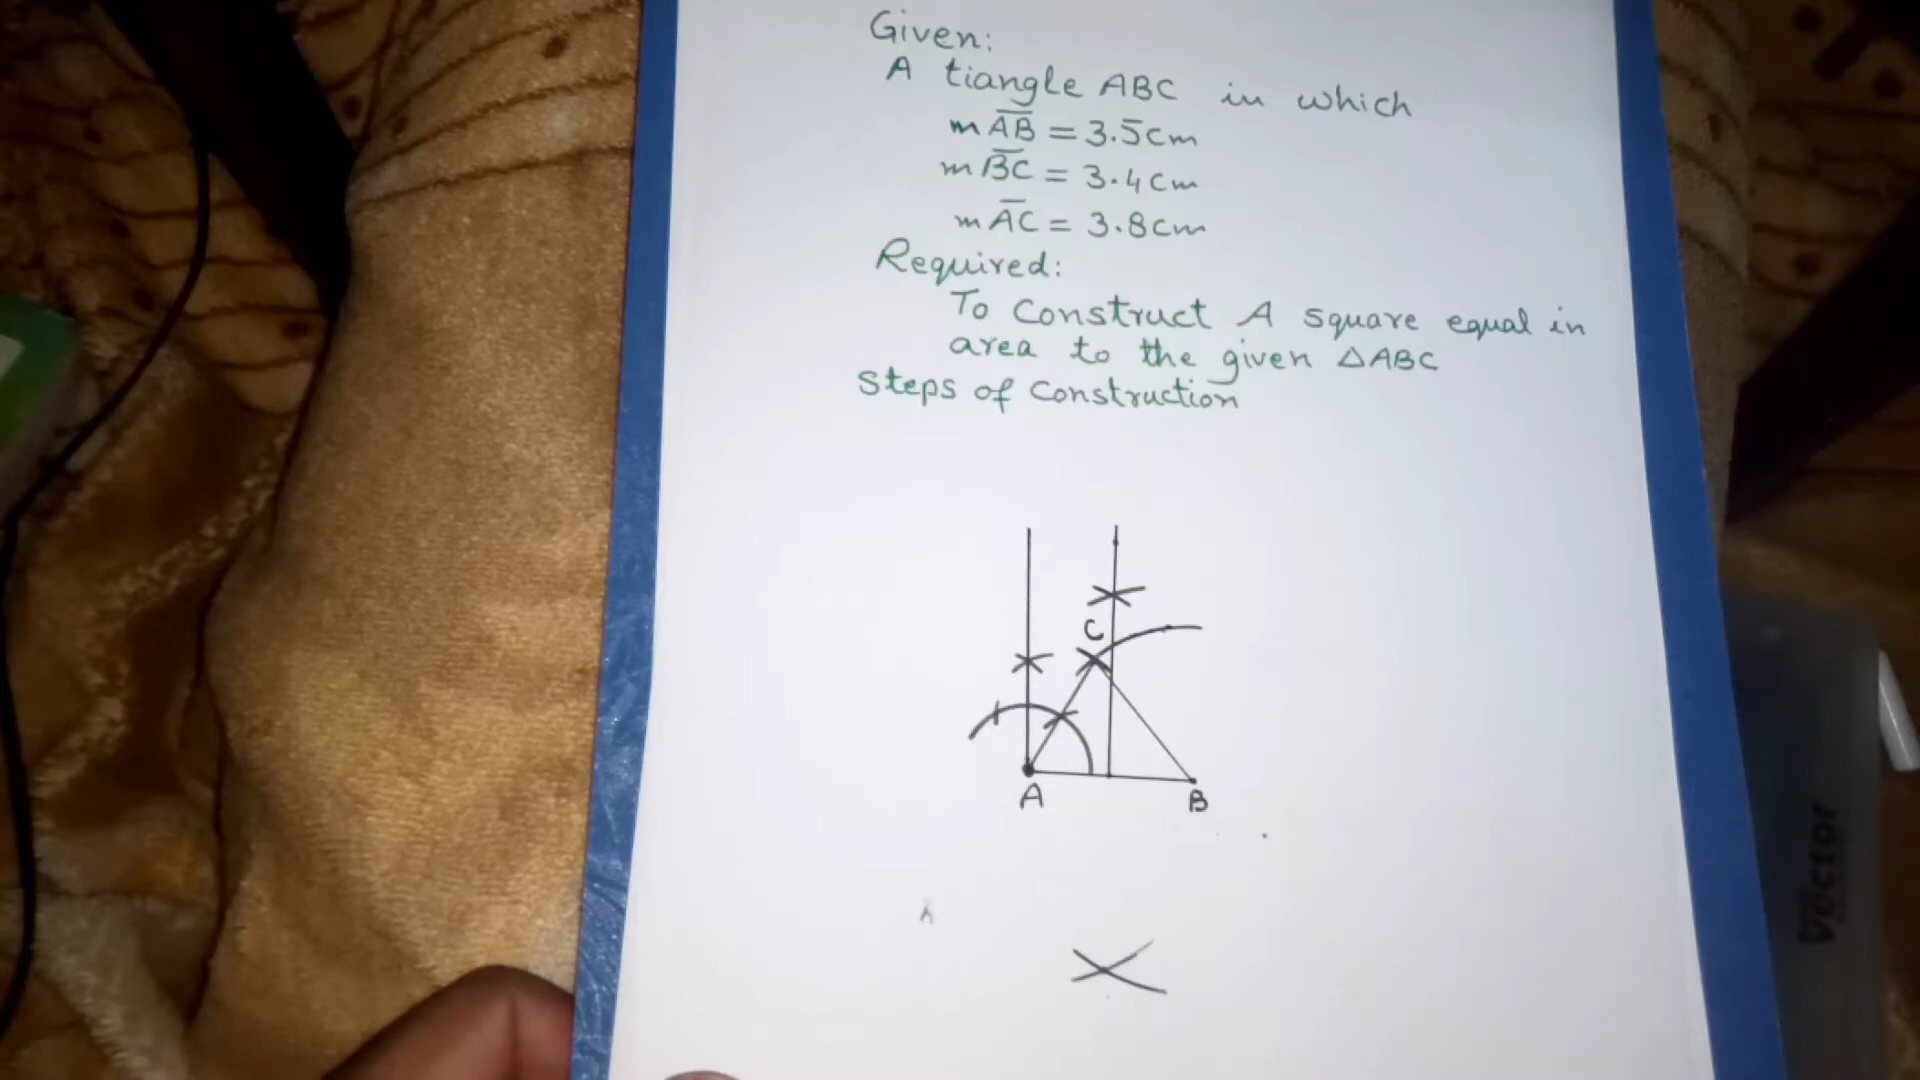 Given:
A tiangle ABC in which
mAB = 3.5cm
mBC = 3.4cm
mAC = 3.8cm
Required:
To construct A square equal in
area to the given △ABC
Steps of Construction
C
A
B
A
Vector